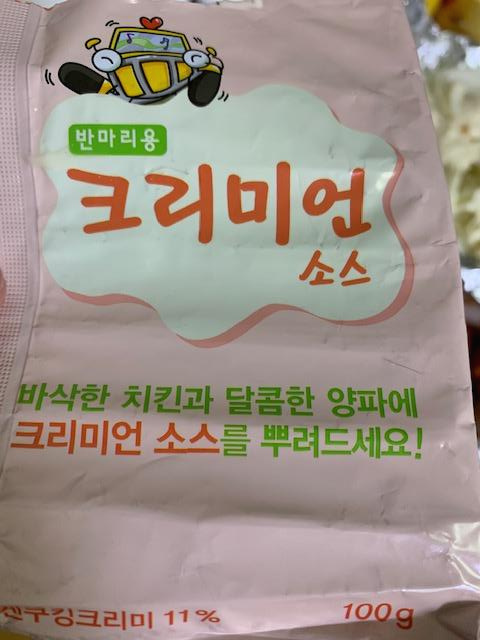 반마리용
크리미언
소스
바삭한 치킨과 달콤한 양파에
크리미언 소스를 뿌려드세요!
쿠킹크리미 11% 100g